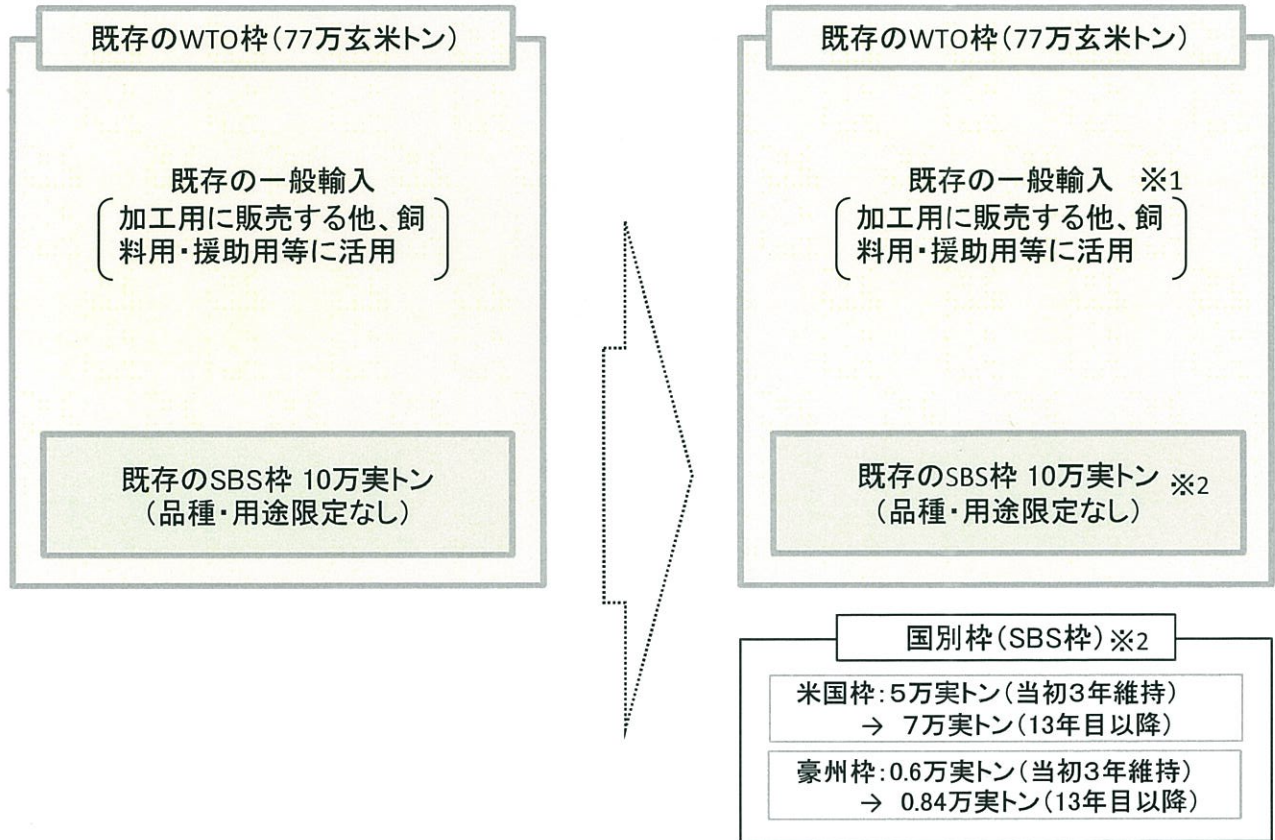 既存のWTO枠(77万玄米トン)
既存の一般輸入
加工用に販売する他、飼
料用・援助用等に活用
既存のSBS枠 10万実トン
(品種・用途限定なし)
既存のWTO枠(77万玄米トン)
既存の一般輸入 ※1
加工用に販売する他、飼
料用・援助用等に活用
既存のSBS枠 10万実トン ※2
(品種・用途限定なし)
国別枠(SBS枠)※2
米国枠:5万実トン(当初3年維持)
→ 7万実トン(13年目以降)
豪州枠:0.6万実トン(当初3年維持)
→ 0.84万実トン(13年目以降)